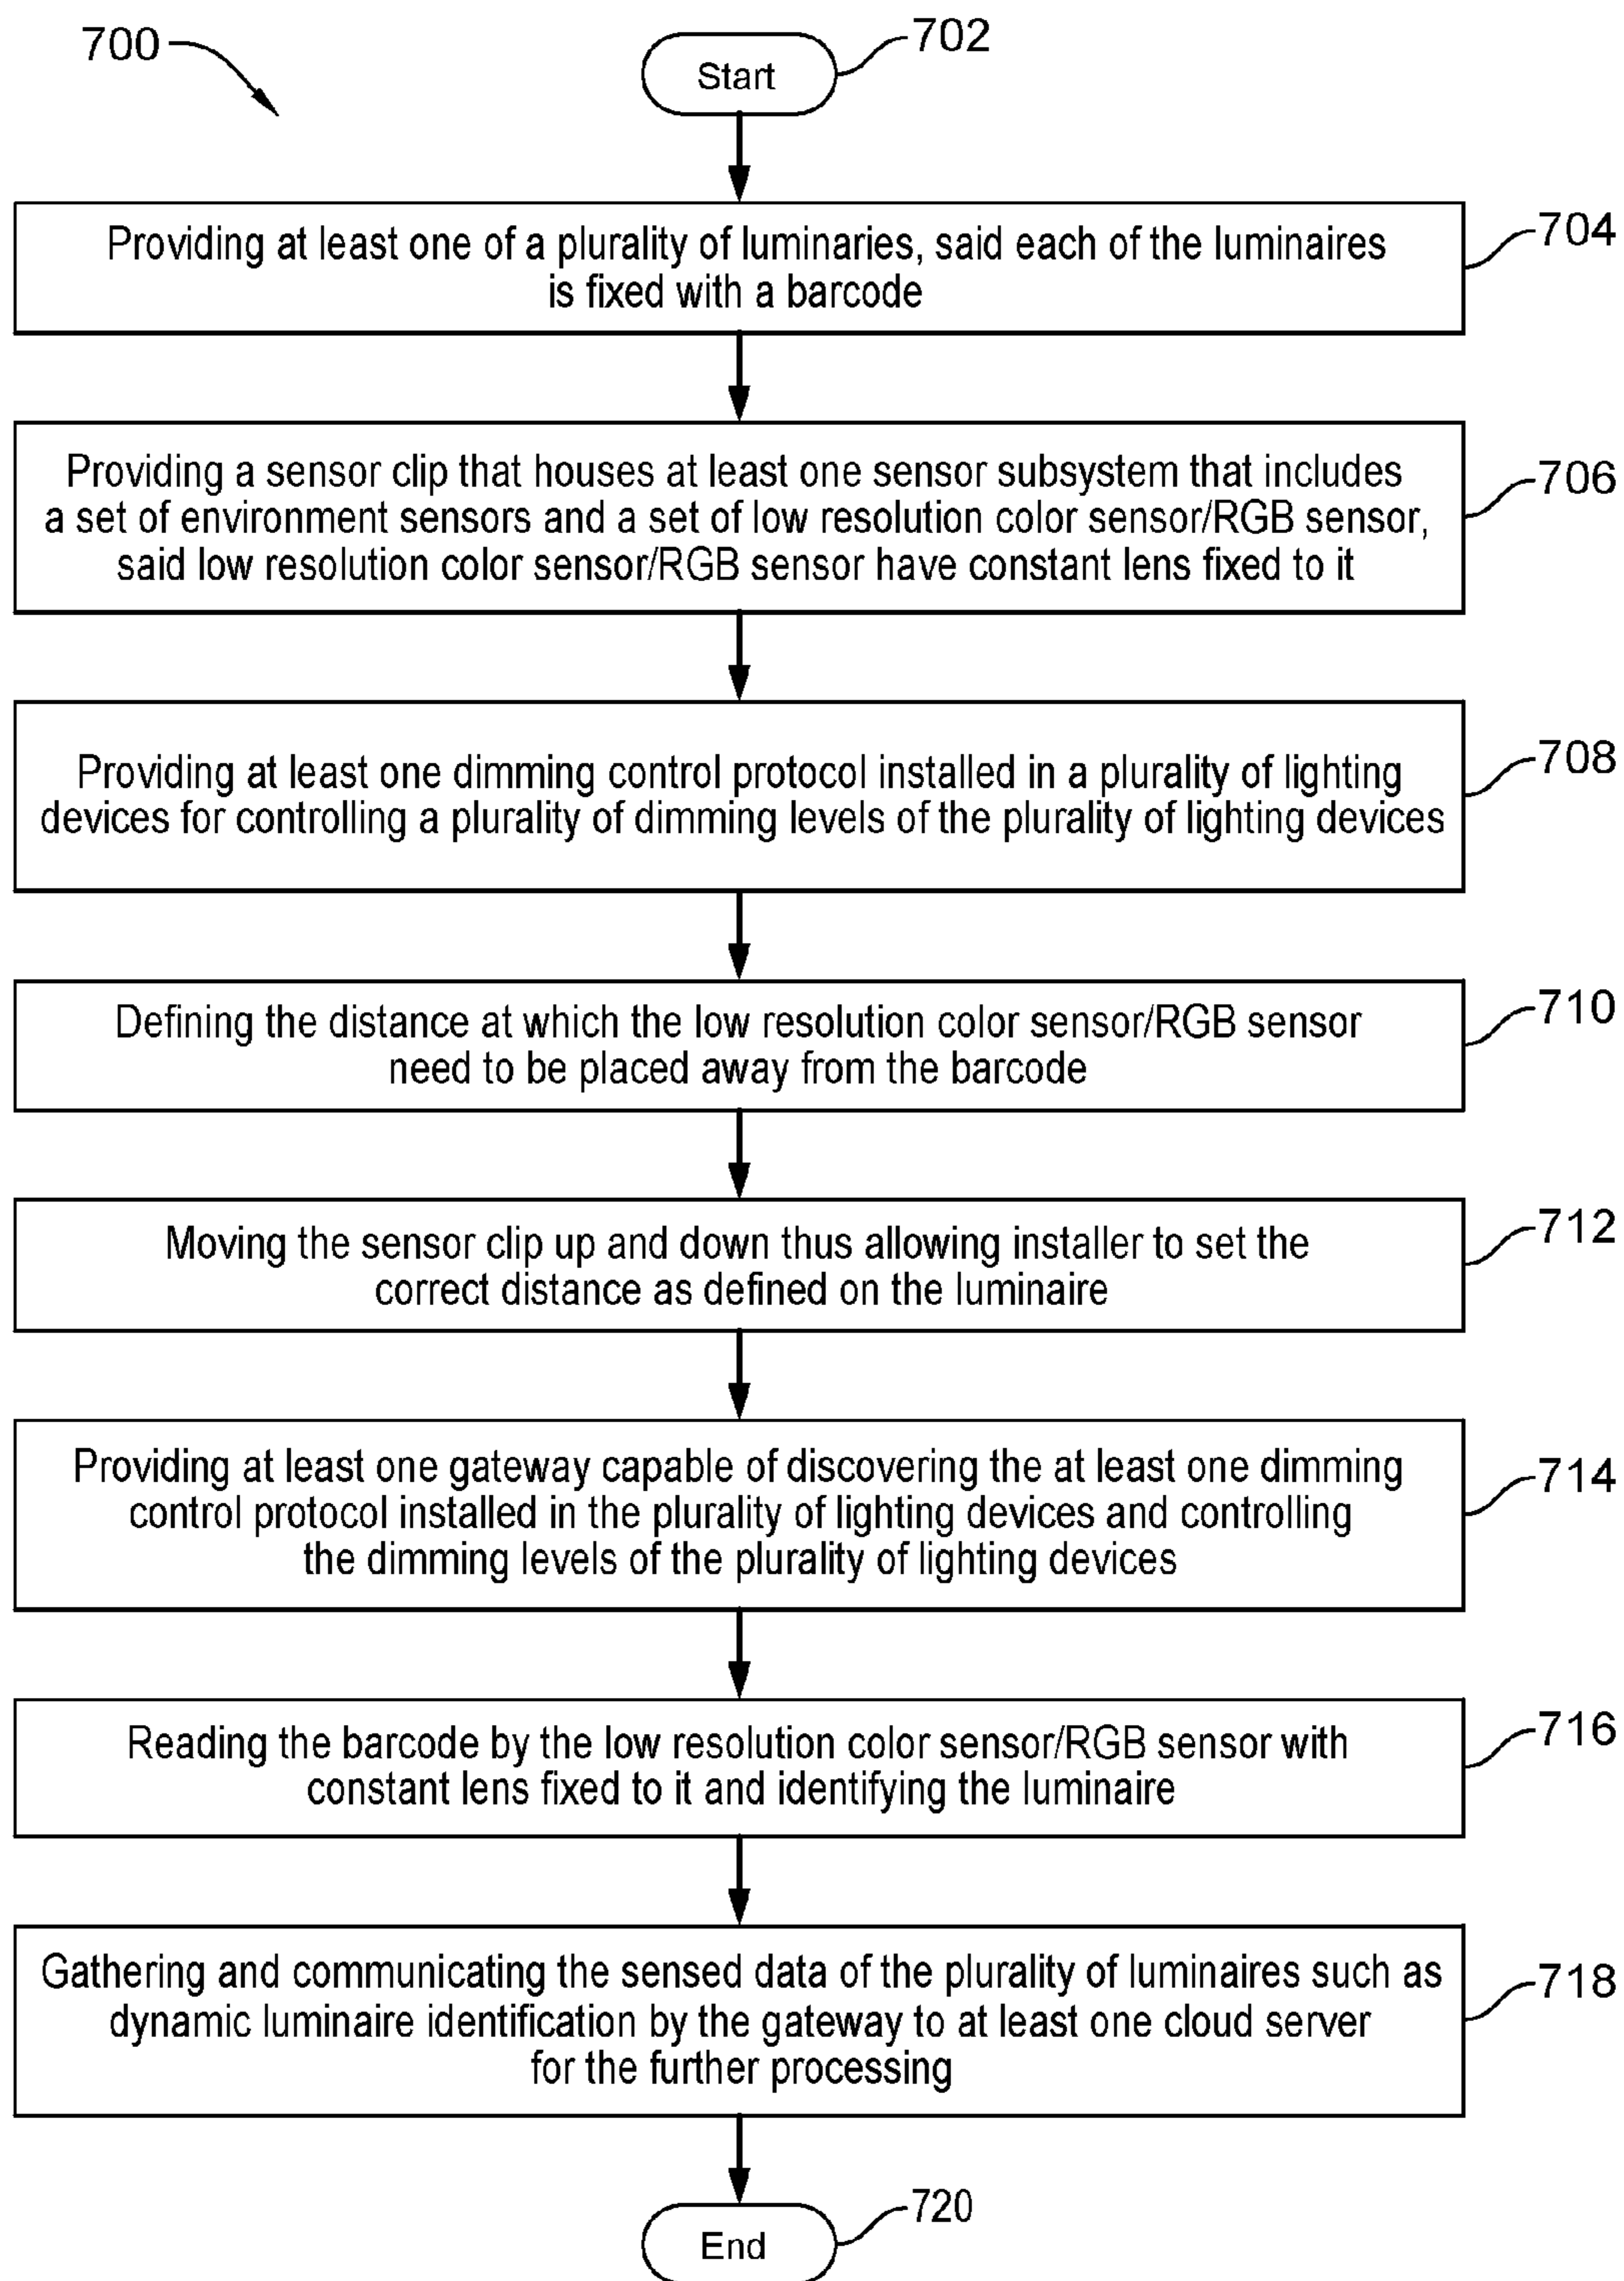 700
702
Start
704
Providing at least one of a plurality of luminaries, said each of the luminaires
is fixed with a barcode
706
Providing a sensor clip that houses at least one sensor subsystem that includes
a set of environment sensors and a set of low resolution color sensor/RGB sensor,
said low resolution color sensor/RGB sensor have constant lens fixed to it
708
Providing at least one dimming control protocol installed in a plurality of lighting
devices for controlling a plurality of dimming levels of the plurality of lighting devices
710
Defining the distance at which the low resolution color sensor/RGB sensor
need to be placed away from the barcode
712
Moving the sensor clip up and down thus allowing installer to set the
correct distance as defined on the luminaire
714
Providing at least one gateway capable of discovering the at least one dimming
control protocol installed in the plurality of lighting devices and controlling
the dimming levels of the plurality of lighting devices
716
Reading the barcode by the low resolution color sensor/RGB sensor with
constant lens fixed to it and identifying the luminaire
718
Gathering and communicating the sensed data of the plurality of luminaires such as
dynamic luminaire identification by the gateway to at least one cloud server
for the further processing
720
End